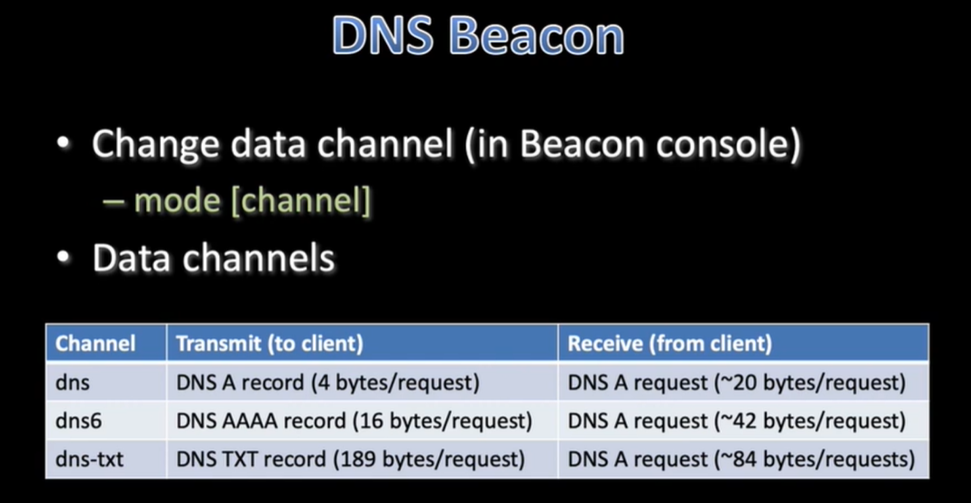 DNS Beacon
• Change data channel (in Beacon console)
– mode [channel]
• Data channels
Channel Transmit (to client) Receive (from client)
dns DNS A record (4 bytes/request) DNS A request (~20 bytes/request)
dns6 DNS AAAA record (16 bytes/request) DNS A request (~42 bytes/request)
dns-txt DNS TXT record (189 bytes/request) DNS A request (~84 bytes/requests)